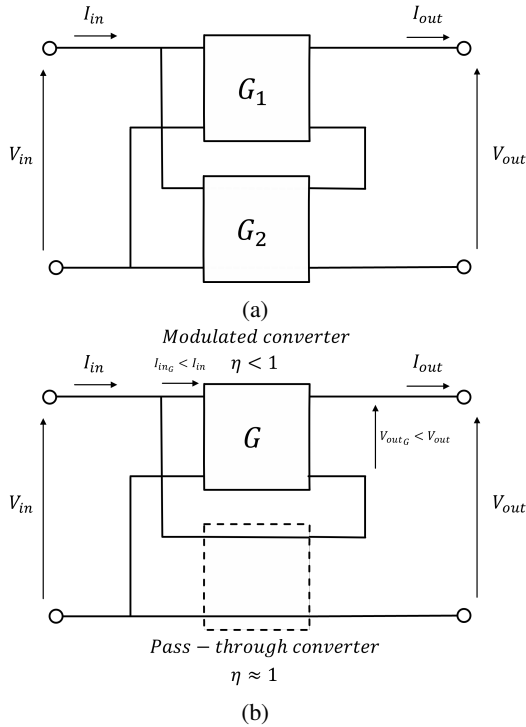 I_in I_out
G_1
V_in V_out
G_2
(a)
Modulated converter
I_in I_in_G < I_in η < 1 I_out
G
V_out_G < V_out
V_in V_out
Pass − through converter
η ≈ 1
(b)